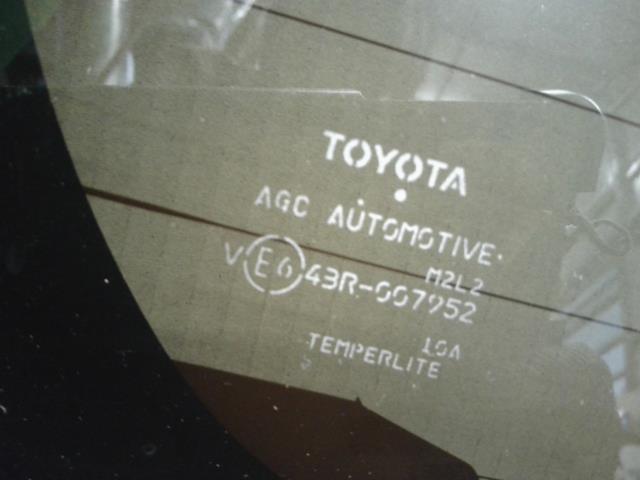 TOYOTA
AGC AUTOMOTIVE
M2L2
V E6 43R-007952
10A
TEMPERLITE